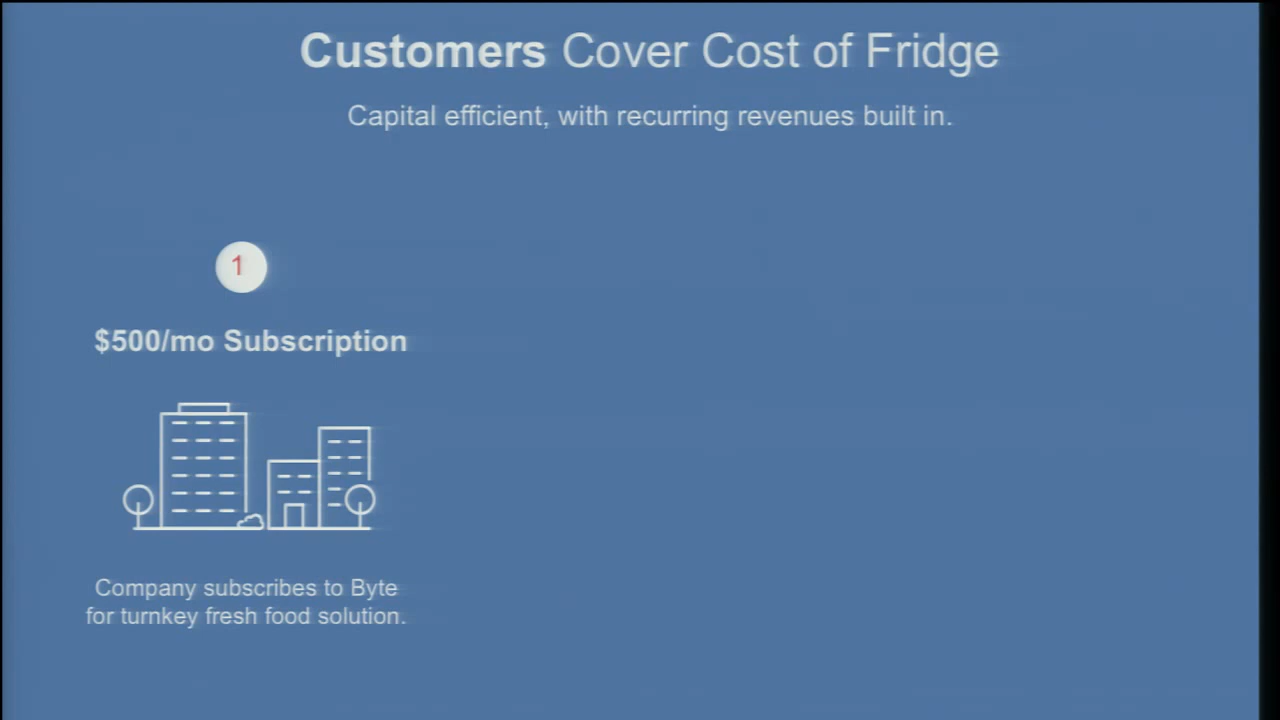 Customers Cover Cost of Fridge
Capital efficient, with recurring revenues built in.
1
$500/mo Subscription
Company subscribes to Byte
for turnkey fresh food solution.